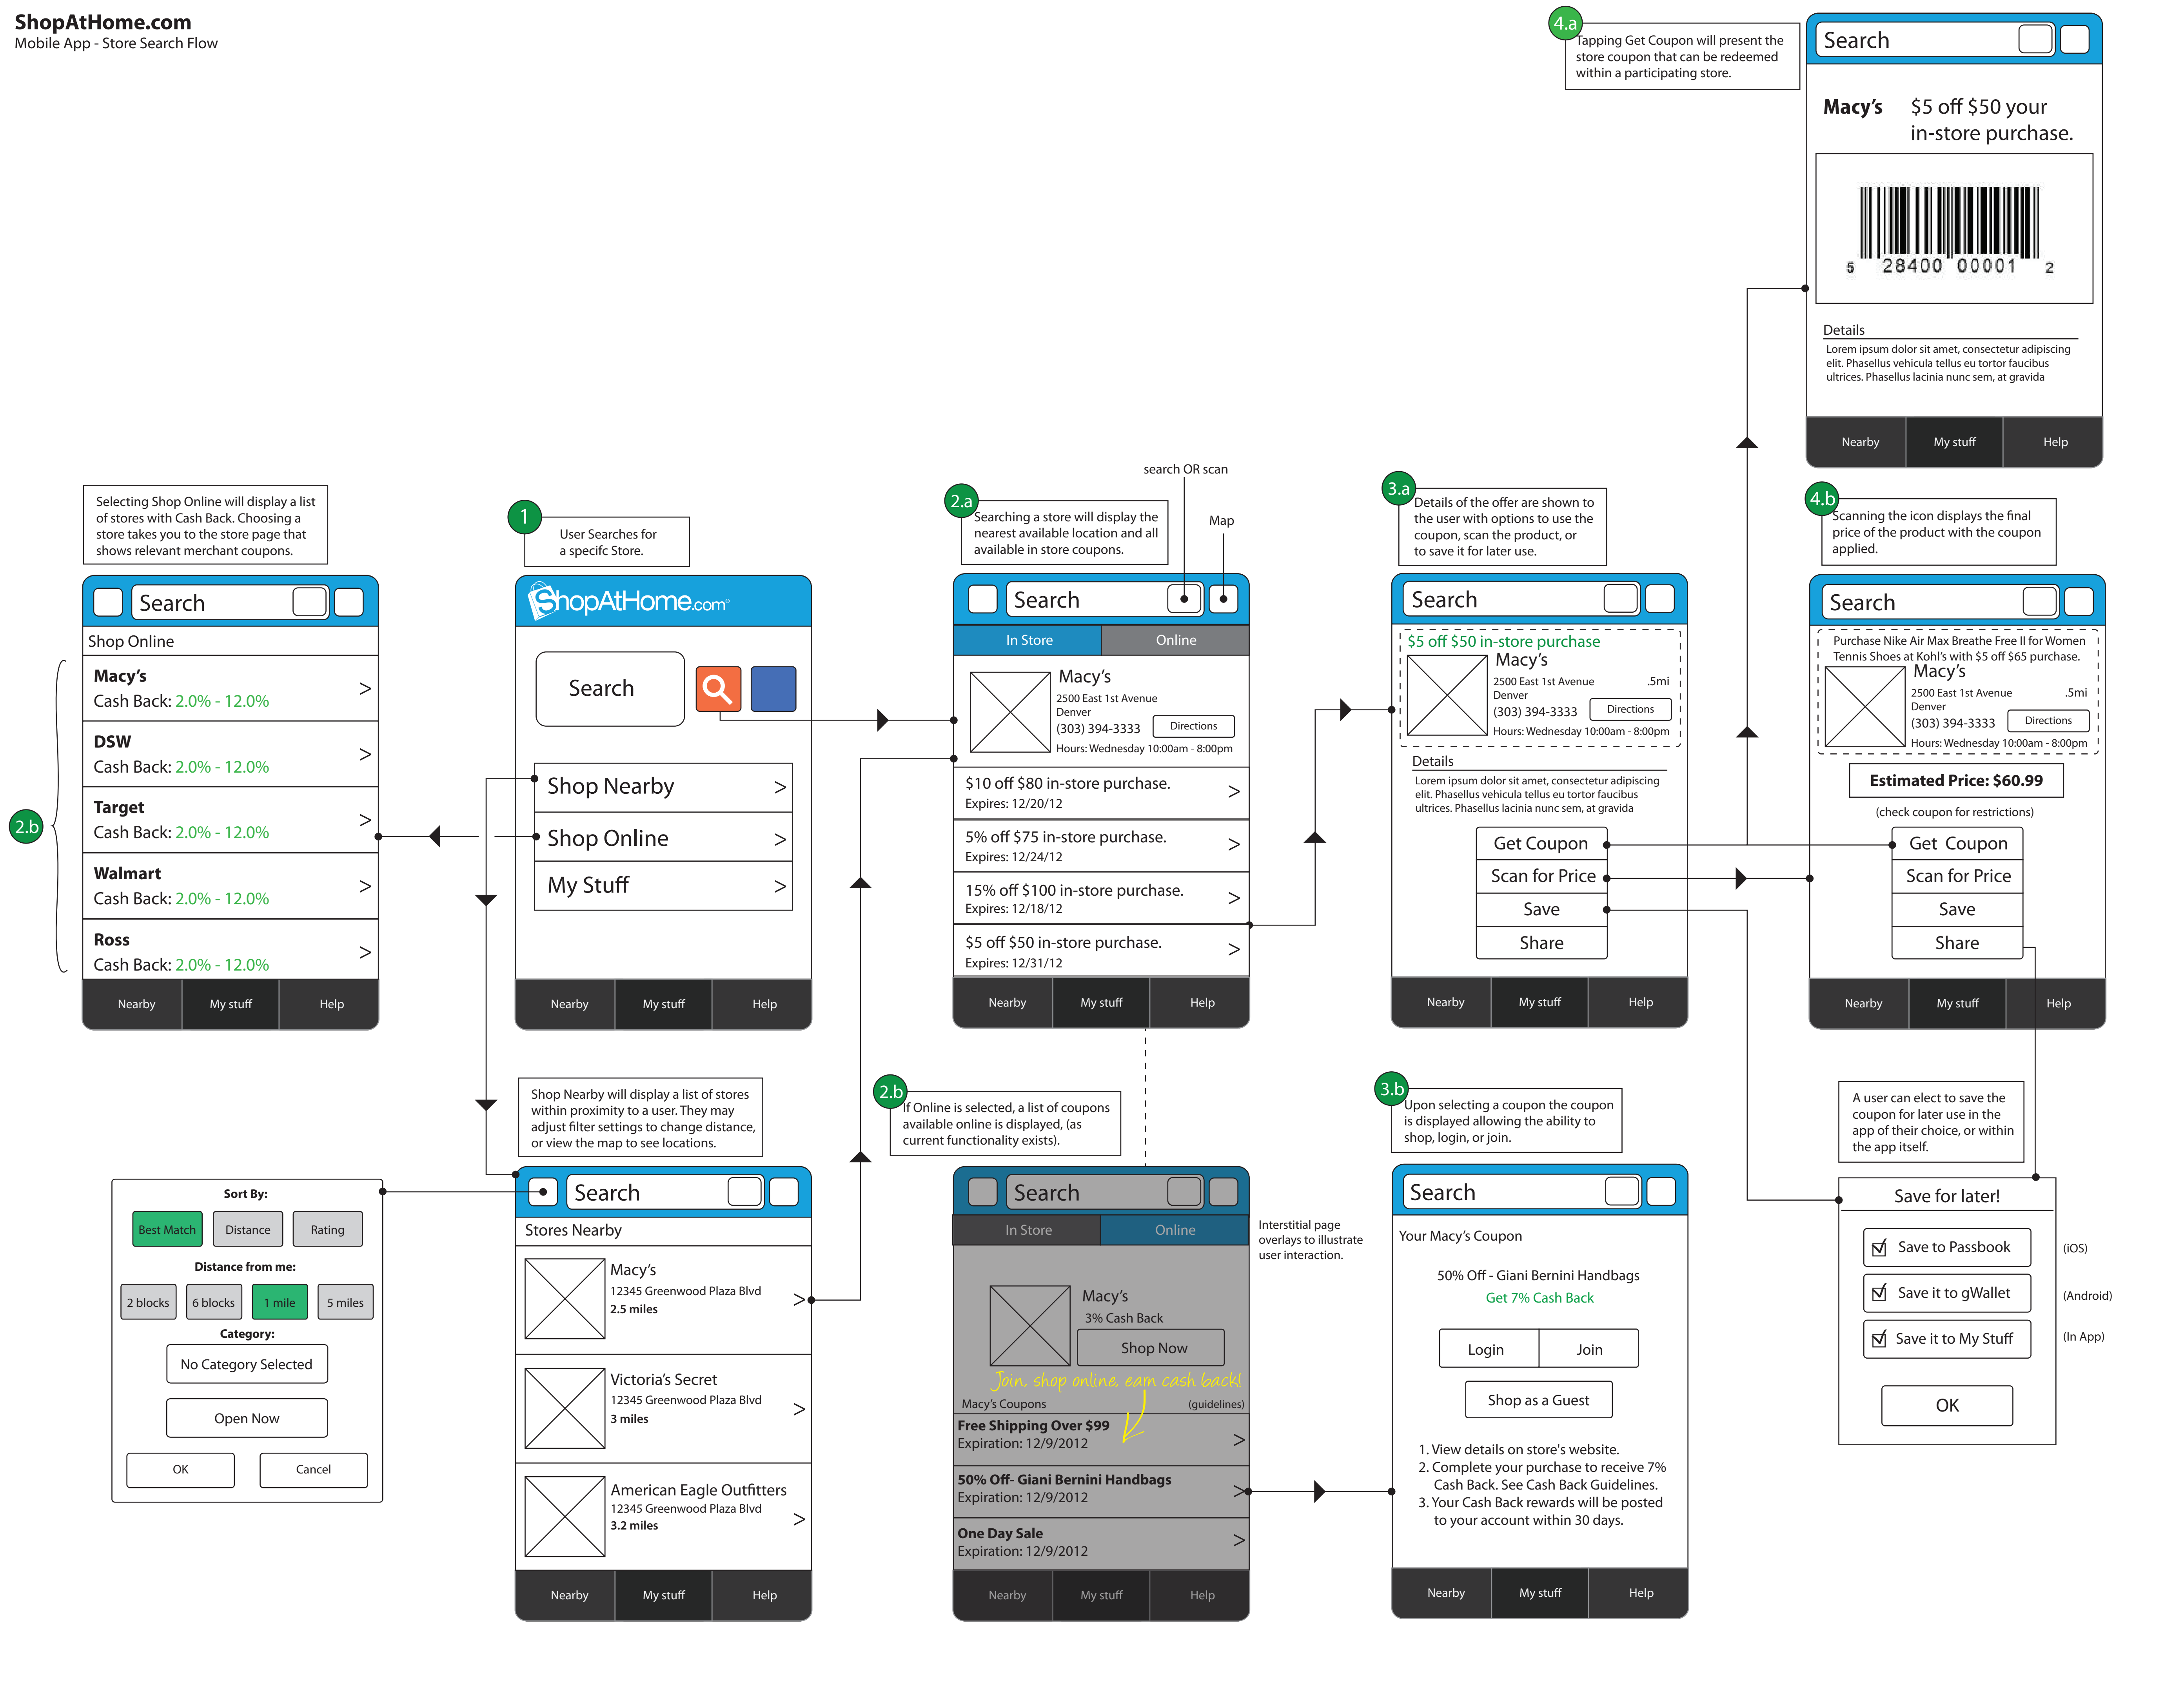 ShopAtHome.com
Mobile App - Store Search Flow
4.a
Tapping Get Coupon will present the
store coupon that can be redeemed
within a participating store.
Search
Macy's
$5 off $50 your
in-store purchase.
5 28400 00001 2
Details
Lorem ipsum dolor sit amet, consectetur adipiscing
elit. Phasellus vehicula tellus eu tortor faucibus
ultrices. Phasellus lacinia nunc sem, at gravida
Nearby
My stuff
Help
Selecting Shop Online will display a list
of stores with Cash Back. Choosing a
store takes you to the store page that
shows relevant merchant coupons.
2.b
Search
Shop Online
Macy's
Cash Back: 2.0% - 12.0%
>
DSW
Cash Back: 2.0% - 12.0%
>
Target
Cash Back: 2.0% - 12.0%
>
Walmart
Cash Back: 2.0% - 12.0%
>
Ross
Cash Back: 2.0% - 12.0%
>
Nearby
My stuff
Help
1
User Searches for
a specifc Store.
ShopAtHome.com®
Search
Shop Nearby >
Shop Online >
My Stuff >
Nearby
My stuff
Help
search OR scan
Map
2.a
Searching a store will display the
nearest available location and all
available in store coupons.
Search
In Store
Online
Macy's
2500 East 1st Avenue
Denver
(303) 394-3333
Directions
Hours: Wednesday 10:00am - 8:00pm
$10 off $80 in-store purchase.
Expires: 12/20/12
>
5% off $75 in-store purchase.
Expires: 12/24/12
>
15% off $100 in-store purchase.
Expires: 12/18/12
>
$5 off $50 in-store purchase.
Expires: 12/31/12
>
Nearby
My stuff
Help
3.a
Details of the offer are shown to
the user with options to use the
coupon, scan the product, or
to save it for later use.
Search
$5 off $50 in-store purchase
Macy's
2500 East 1st Avenue .5mi
Denver
(303) 394-3333
Directions
Hours: Wednesday 10:00am - 8:00pm
Details
Lorem ipsum dolor sit amet, consectetur adipiscing
elit. Phasellus vehicula tellus eu tortor faucibus
ultrices. Phasellus lacinia nunc sem, at gravida
Get Coupon
Scan for Price
Save
Share
Nearby
My stuff
Help
4.b
Scanning the icon displays the final
price of the product with the coupon
applied.
Search
Purchase Nike Air Max Breathe Free II for Women
Tennis Shoes at Kohl's with $5 off $65 purchase.
Macy's
2500 East 1st Avenue .5mi
Denver
(303) 394-3333
Directions
Hours: Wednesday 10:00am - 8:00pm
Estimated Price: $60.99
(check coupon for restrictions)
Get Coupon
Scan for Price
Save
Share
Nearby
My stuff
Help
Sort By:
Best Match
Distance
Rating
Distance from me:
2 blocks
6 blocks
1 mile
5 miles
Category:
No Category Selected
Open Now
OK
Cancel
Shop Nearby will display a list of stores
within proximity to a user. They may
adjust filter settings to change distance,
or view the map to see locations.
Search
Stores Nearby
Macy's
12345 Greenwood Plaza Blvd
2.5 miles
>
Victoria's Secret
12345 Greenwood Plaza Blvd
3 miles
>
American Eagle Outfitters
12345 Greenwood Plaza Blvd
3.2 miles
>
Nearby
My stuff
Help
2.b
If Online is selected, a list of coupons
available online is displayed, (as
current functionality exists).
Search
In Store
Online
Macy's
3% Cash Back
Shop Now
Join, shop online, earn cash back!
Macy's Coupons
(guidelines)
Free Shipping Over $99
Expiration: 12/9/2012
>
50% Off- Giani Bernini Handbags
Expiration: 12/9/2012
>
One Day Sale
Expiration: 12/9/2012
>
Nearby
My stuff
Help
Interstitial page
overlays to illustrate
user interaction.
3.b
Upon selecting a coupon the coupon
is displayed allowing the ability to
shop, login, or join.
Search
Your Macy's Coupon
50% Off - Giani Bernini Handbags
Get 7% Cash Back
Login
Join
Shop as a Guest
1. View details on store's website.
2. Complete your purchase to receive 7%
Cash Back. See Cash Back Guidelines.
3. Your Cash Back rewards will be posted
to your account within 30 days.
Nearby
My stuff
Help
A user can elect to save the
coupon for later use in the
app of their choice, or within
the app itself.
Save for later!
Save to Passbook (iOS)
Save it to gWallet (Android)
Save it to My Stuff (In App)
OK